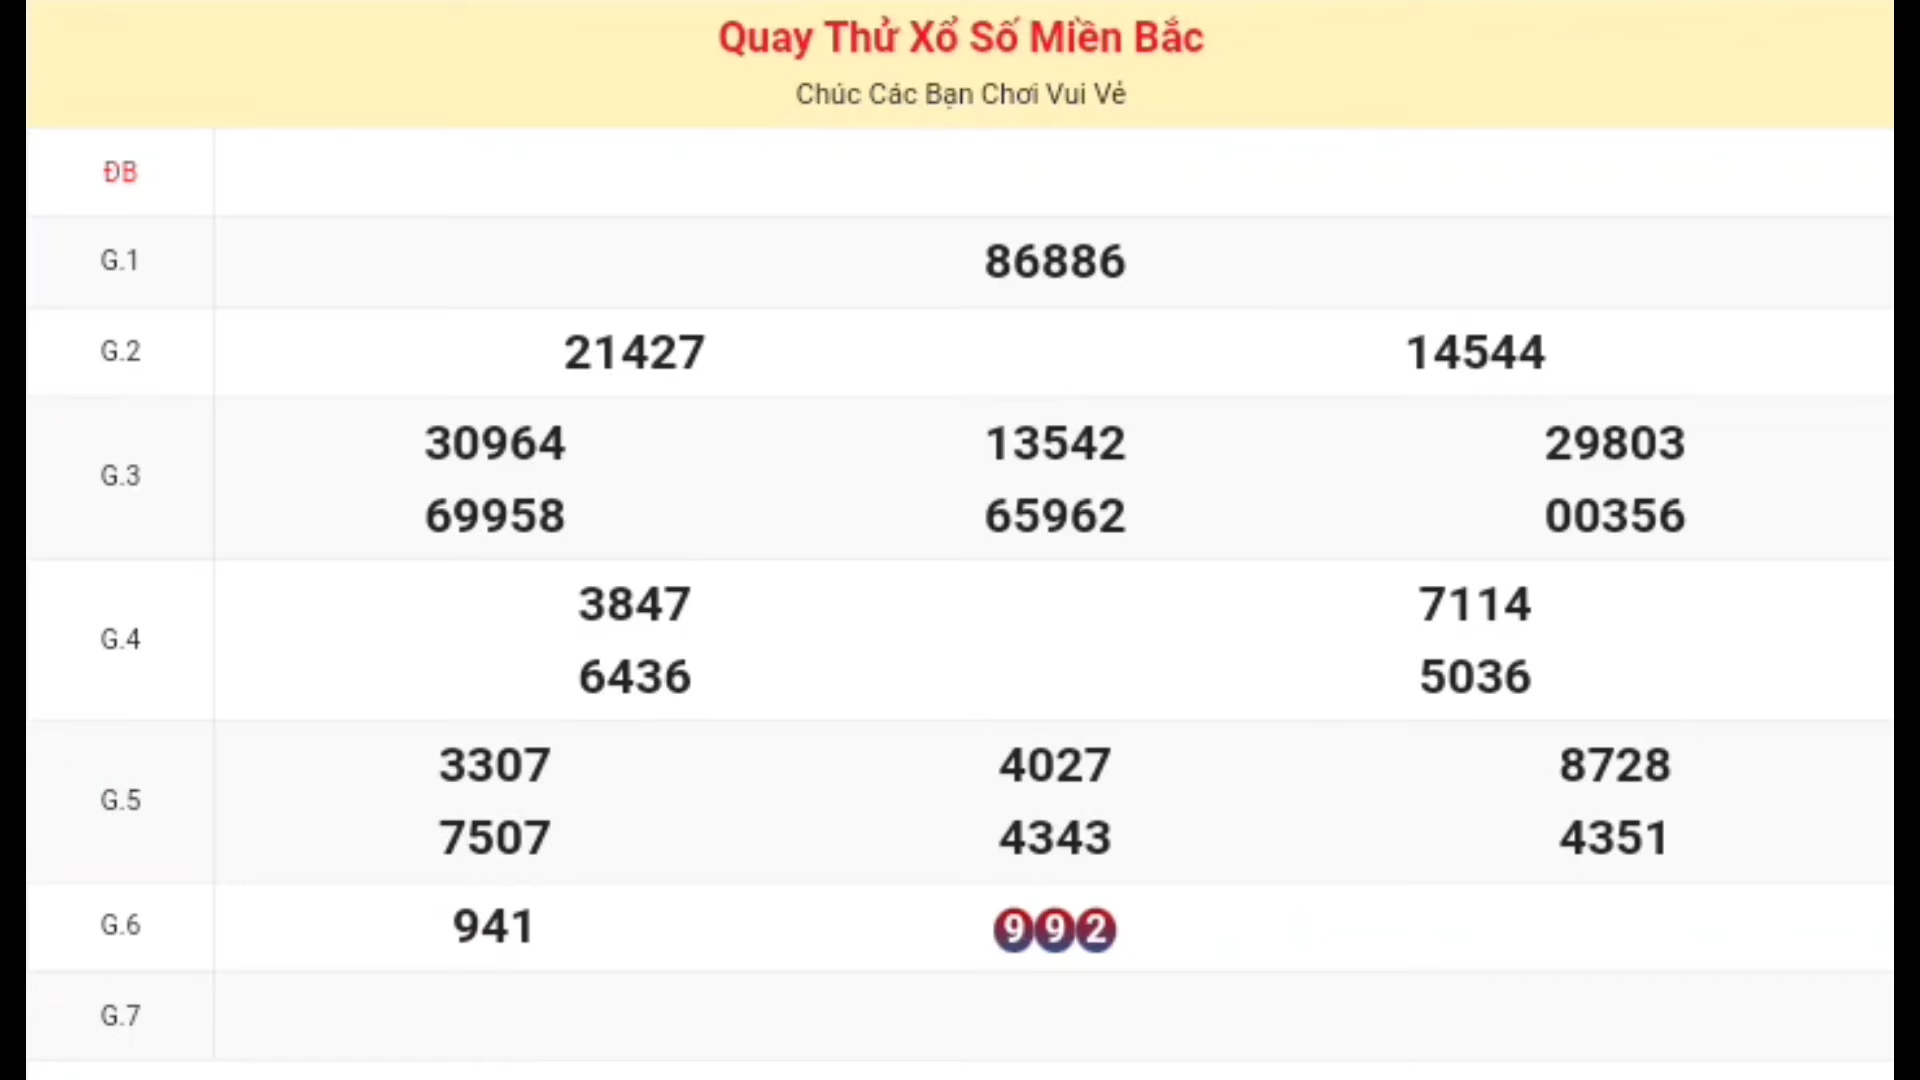 Quay Thử Xổ Số Miền Bắc
Chúc Các Bạn Chơi Vui Vẻ
ĐB
G.1 86886
G.2 21427 14544
G.3 30964 13542 29803
69958 65962 00356
G.4 3847 7114
6436 5036
G.5 3307 4027 8728
7507 4343 4351
G.6 941 992
G.7